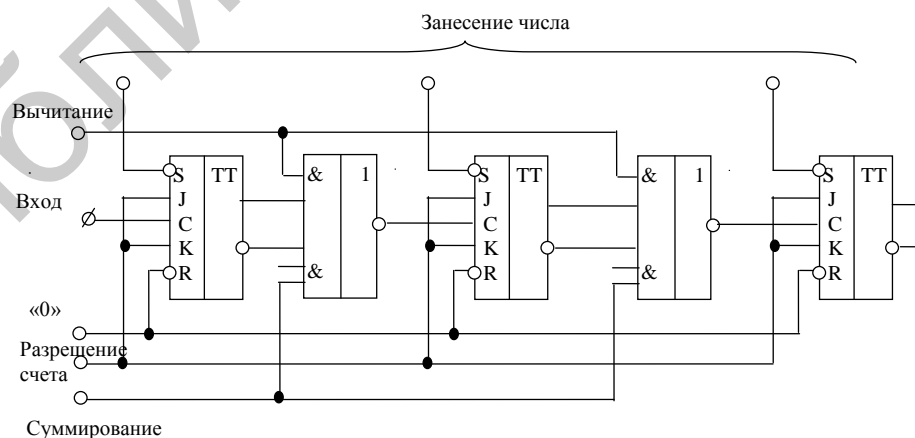 Занесение числа
Вычитание
Вход
S TT
J
C
K
R
& 1
&
S TT
J
C
K
R
& 1
&
S TT
J
C
K
R
«0»
Разрешение
счета
Суммирование